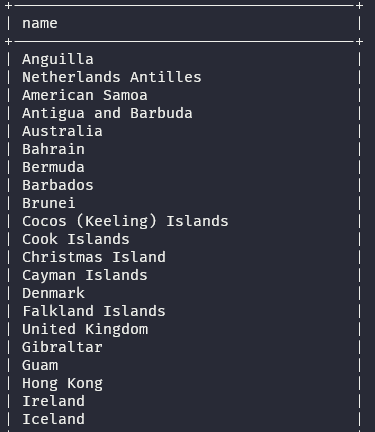 name
Anguilla
Netherlands Antilles
American Samoa
Antigua and Barbuda
Australia
Bahrain
Bermuda
Barbados
Brunei
Cocos (Keeling) Islands
Cook Islands
Christmas Island
Cayman Islands
Denmark
Falkland Islands
United Kingdom
Gibraltar
Guam
Hong Kong
Ireland
Iceland